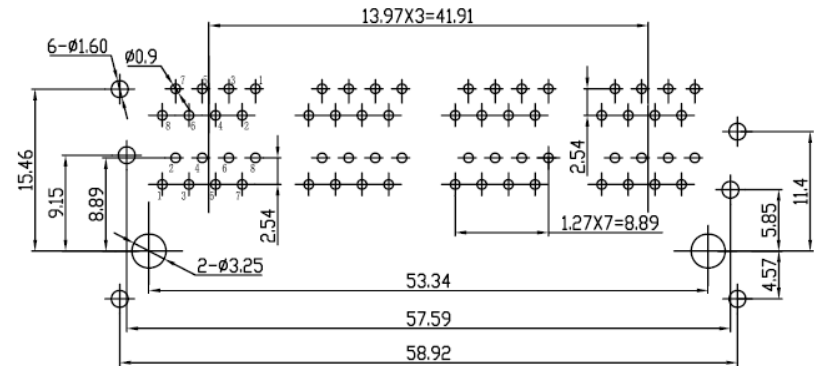 13.97X3=41.91
6-Ø1.60
Ø0.9
7 5 3 1
8 6 4 2
2 4 6 8
1 3 5 7
15.46
9.15
8.89
2.54
2.54
11.4
5.85
4.57
1.27X7=8.89
2-Ø3.25
53.34
57.59
58.92